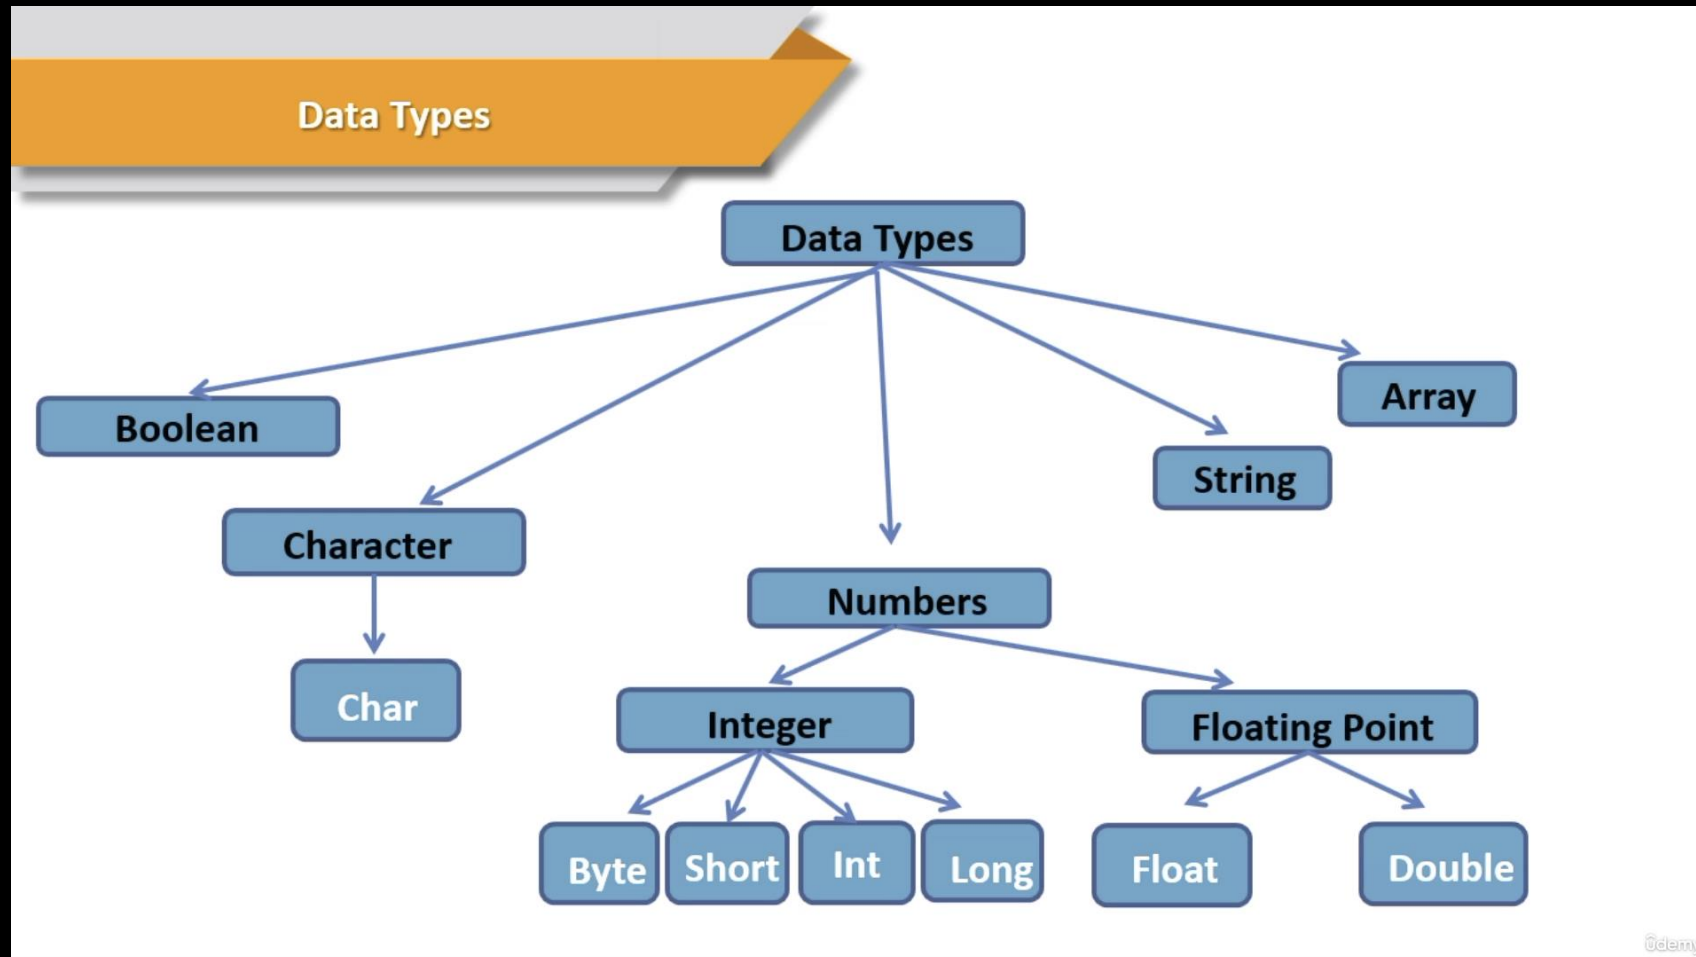 Data Types
Data Types
Boolean
Array
String
Character
Numbers
Char
Integer
Floating Point
Byte
Short
Int
Long
Float
Double
ûdemy